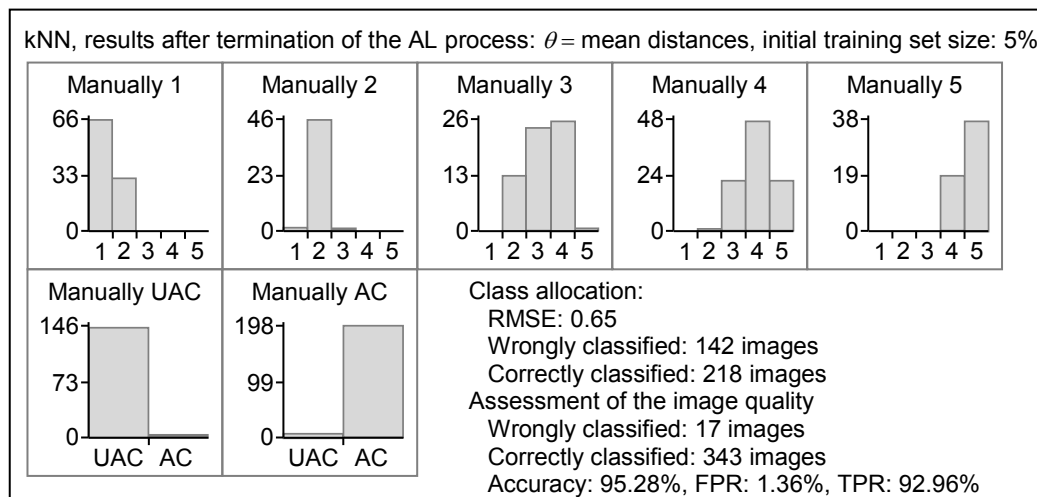 kNN, results after termination of the AL process: θ = mean distances, initial training set size: 5%
Manually 1
66
33
0
1 2 3 4 5
Manually 2
46
23
0
1 2 3 4 5
Manually 3
26
13
0
1 2 3 4 5
Manually 4
48
24
0
1 2 3 4 5
Manually 5
38
19
0
1 2 3 4 5
Manually UAC
146
73
0
UAC AC
Manually AC
198
99
0
UAC AC
Class allocation:
RMSE: 0.65
Wrongly classified: 142 images
Correctly classified: 218 images
Assessment of the image quality
Wrongly classified: 17 images
Correctly classified: 343 images
Accuracy: 95.28%, FPR: 1.36%, TPR: 92.96%